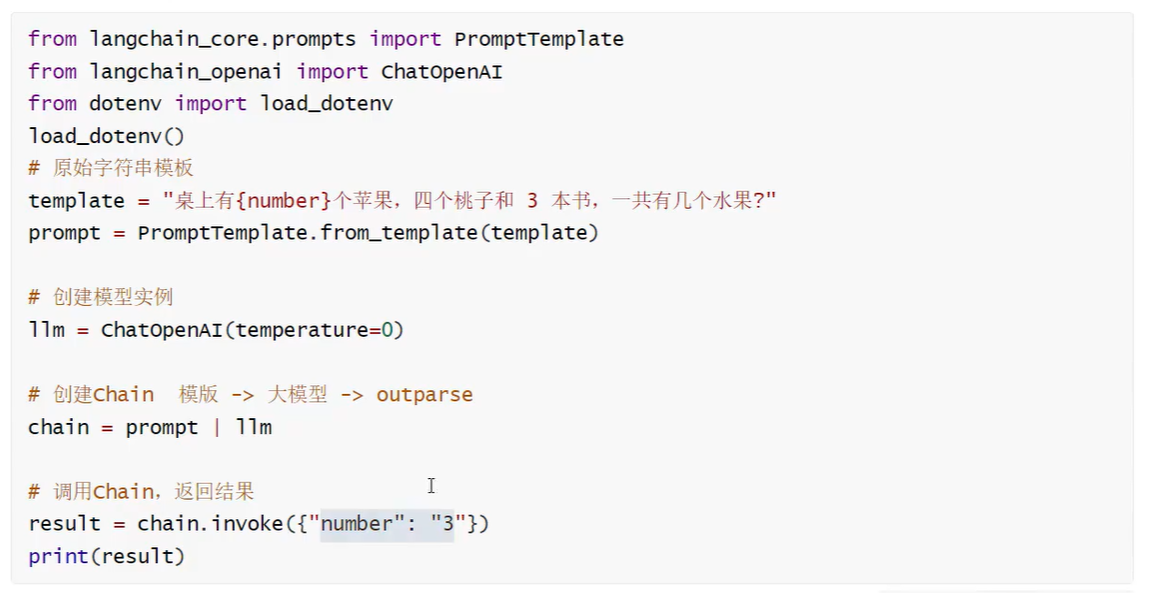 from langchain_core.prompts import PromptTemplate
from langchain_openai import ChatOpenAI
from dotenv import load_dotenv
load_dotenv()
# 原始字符串模板
template = "桌上有{number}个苹果，四个桃子和 3 本书，一共有几个水果?"
prompt = PromptTemplate.from_template(template)
# 创建模型实例
llm = ChatOpenAI(temperature=0)
# 创建Chain  模版 -> 大模型 -> outparse
chain = prompt | llm
# 调用Chain，返回结果
result = chain.invoke({"number": "3"})
print(result)